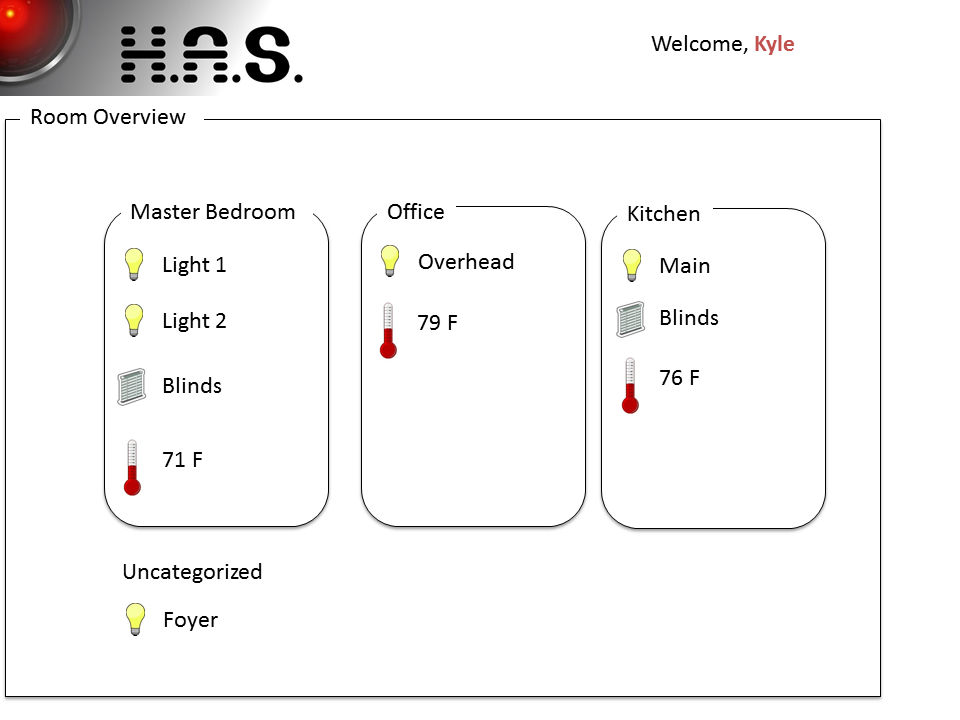 H.A.S.
Welcome, Kyle
Room Overview
Master Bedroom
Light 1
Light 2
Blinds
71 F
Office
Overhead
79 F
Kitchen
Main
Blinds
76 F
Uncategorized
Foyer